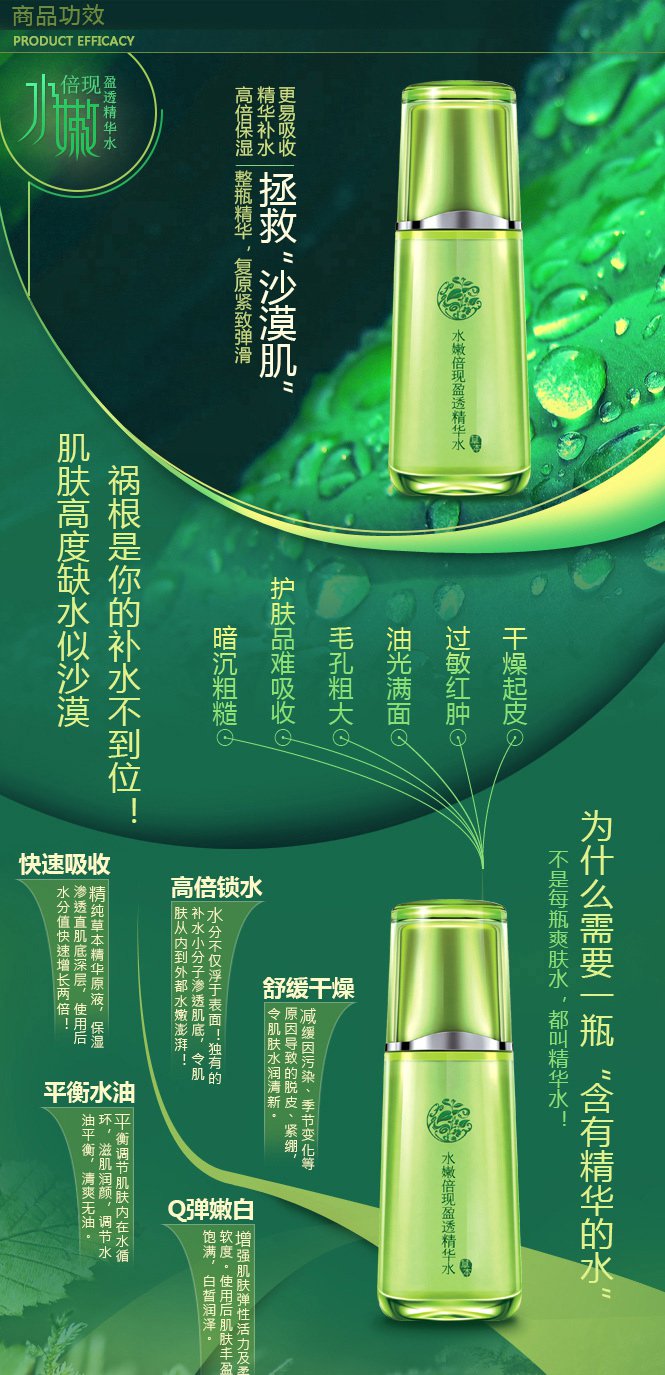 商品功效
PRODUCT EFFICACY
水嫩
倍现
盈透精华水
更易吸收
精华补水
高倍保湿
拯救“沙漠肌”
整瓶精华，复原紧致弹滑
水嫩倍现盈透精华水
草本
祸根是你的补水不到位！
肌肤高度缺水似沙漠
干燥起皮
过敏红肿
油光满面
毛孔粗大
护肤品难吸收
暗沉粗糙
为什么需要一瓶“含有精华的水”
不是每瓶爽肤水，都叫精华水！
快速吸收
精纯草本精华原液，保湿
渗透直肌底深层，使用后
水分值快速增长两倍！
高倍锁水
水分不仅浮于表面！独有的
补水小分子渗透肌底，令肌
肤从内到外都水嫩澎湃！
舒缓干燥
减缓因污染、季节变化等
原因导致的脱皮、紧绷，
令肌肤水润清新。
平衡水油
平衡调节肌肤内在水循
环，滋肌润颜，调节水
油平衡，清爽无油。
Q弹嫩白
增强肌肤弹性活力及柔
软度。使用后肌肤丰盈
饱满，白皙润泽。
水嫩倍现盈透精华水
草本